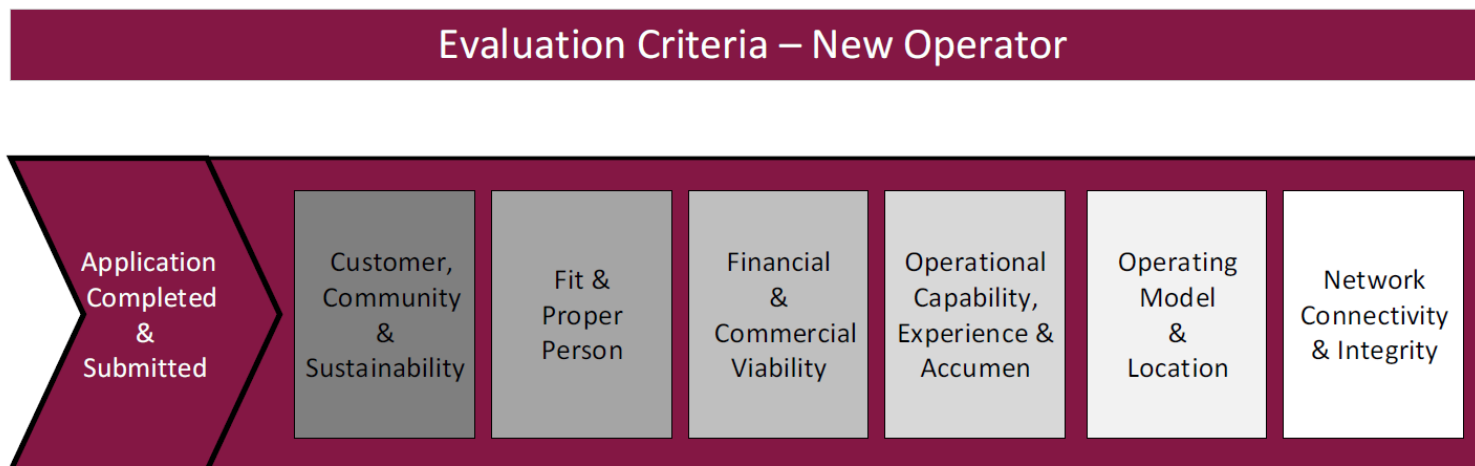 Evaluation Criteria – New Operator
Application
Completed
&
Submitted
Customer,
Community
&
Sustainability
Fit &
Proper
Person
Financial
&
Commercial
Viability
Operational
Capability,
Experience &
Accumen
Operating
Model
&
Location
Network
Connectivity
& Integrity